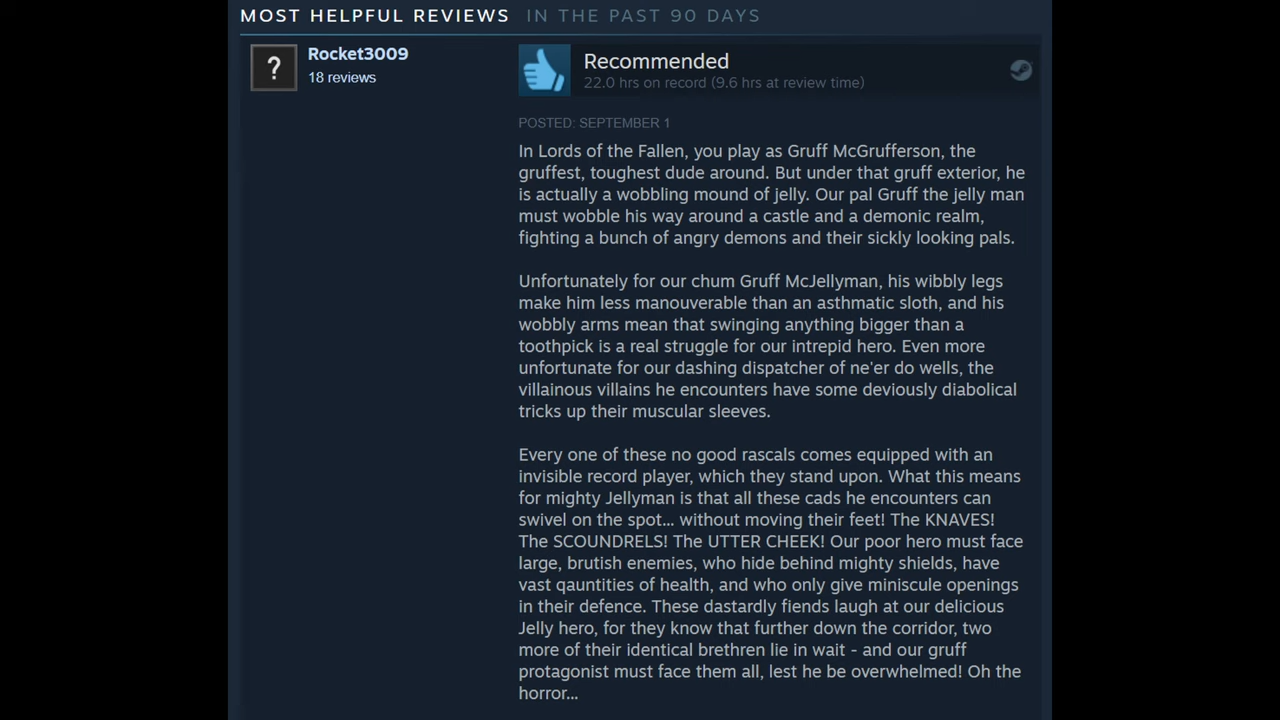 MOST HELPFUL REVIEWS IN THE PAST 90 DAYS
?
Rocket3009
18 reviews
Recommended
22.0 hrs on record (9.6 hrs at review time)
POSTED: SEPTEMBER 1
In Lords of the Fallen, you play as Gruff McGrufferson, the
gruffest, toughest dude around. But under that gruff exterior, he
is actually a wobbling mound of jelly. Our pal Gruff the jelly man
must wobble his way around a castle and a demonic realm,
fighting a bunch of angry demons and their sickly looking pals.
Unfortunately for our chum Gruff McJellyman, his wibbly legs
make him less manouverable than an asthmatic sloth, and his
wobbly arms mean that swinging anything bigger than a
toothpick is a real struggle for our intrepid hero. Even more
unfortunate for our dashing dispatcher of ne'er do wells, the
villainous villains he encounters have some deviously diabolical
tricks up their muscular sleeves.
Every one of these no good rascals comes equipped with an
invisible record player, which they stand upon. What this means
for mighty Jellyman is that all these cads he encounters can
swivel on the spot... without moving their feet! The KNAVES!
The SCOUNDRELS! The UTTER CHEEK! Our poor hero must face
large, brutish enemies, who hide behind mighty shields, have
vast qauntities of health, and who only give miniscule openings
in their defence. These dastardly fiends laugh at our delicious
Jelly hero, for they know that further down the corridor, two
more of their identical brethren lie in wait - and our gruff
protagonist must face them all, lest he be overwhelmed! Oh the
horror...